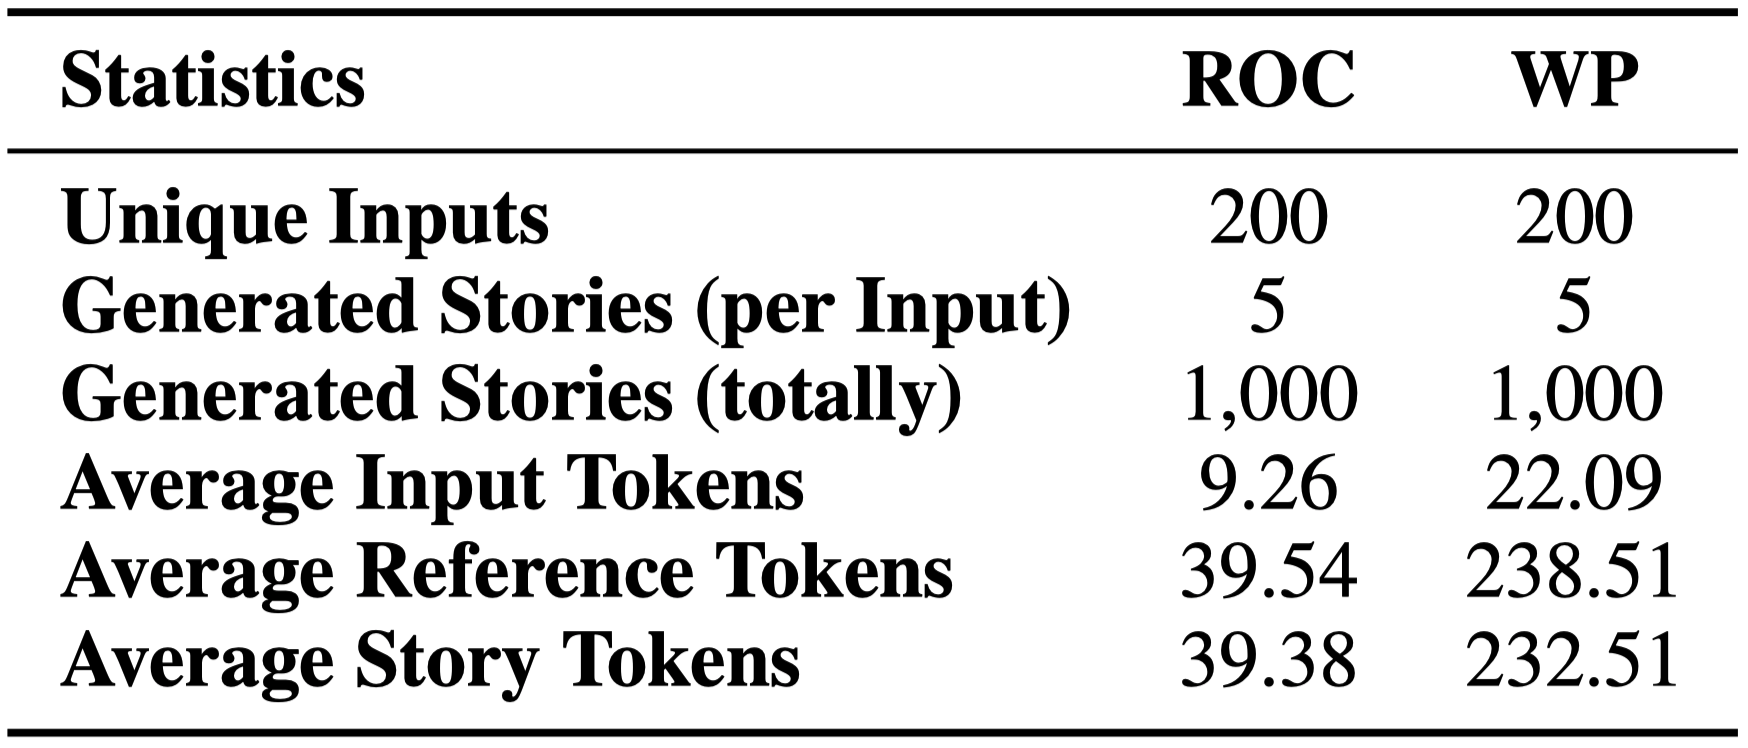 Statistics ROC WP
Unique Inputs 200 200
Generated Stories (per Input) 5 5
Generated Stories (totally) 1,000 1,000
Average Input Tokens 9.26 22.09
Average Reference Tokens 39.54 238.51
Average Story Tokens 39.38 232.51